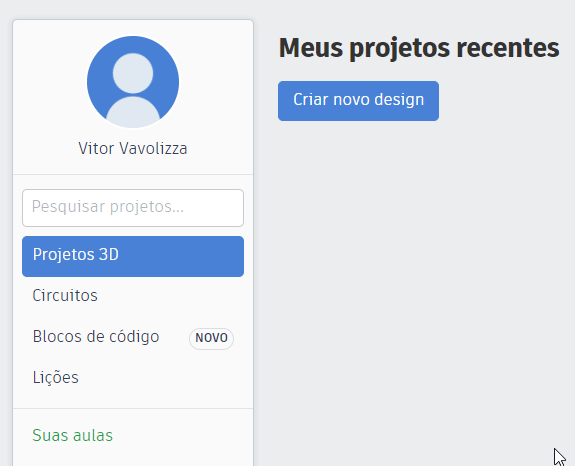 Vitor Vavolizza
Pesquisar projetos...
Projetos 3D
Circuitos
Blocos de código NOVO
Lições
Suas aulas
Meus projetos recentes
Criar novo design